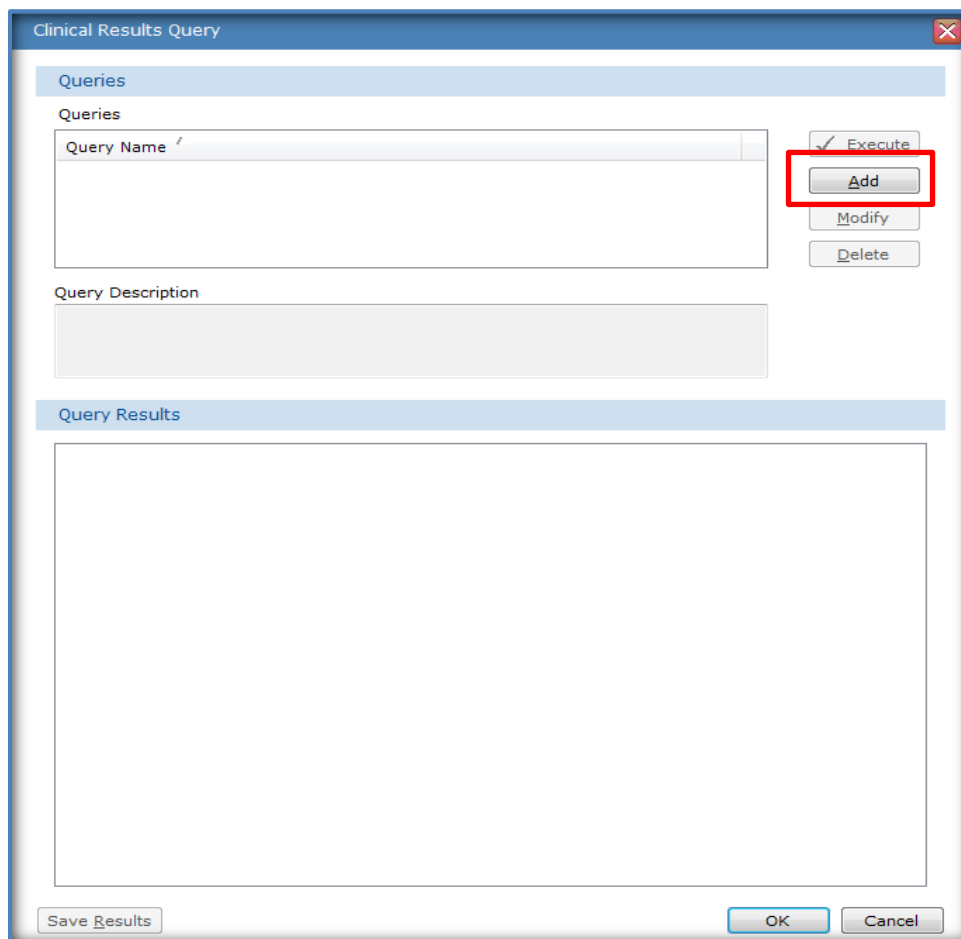 Clinical Results Query
Queries
Queries
Query Name
Execute
Add
Modify
Delete
Query Description
Query Results
Save Results
OK
Cancel